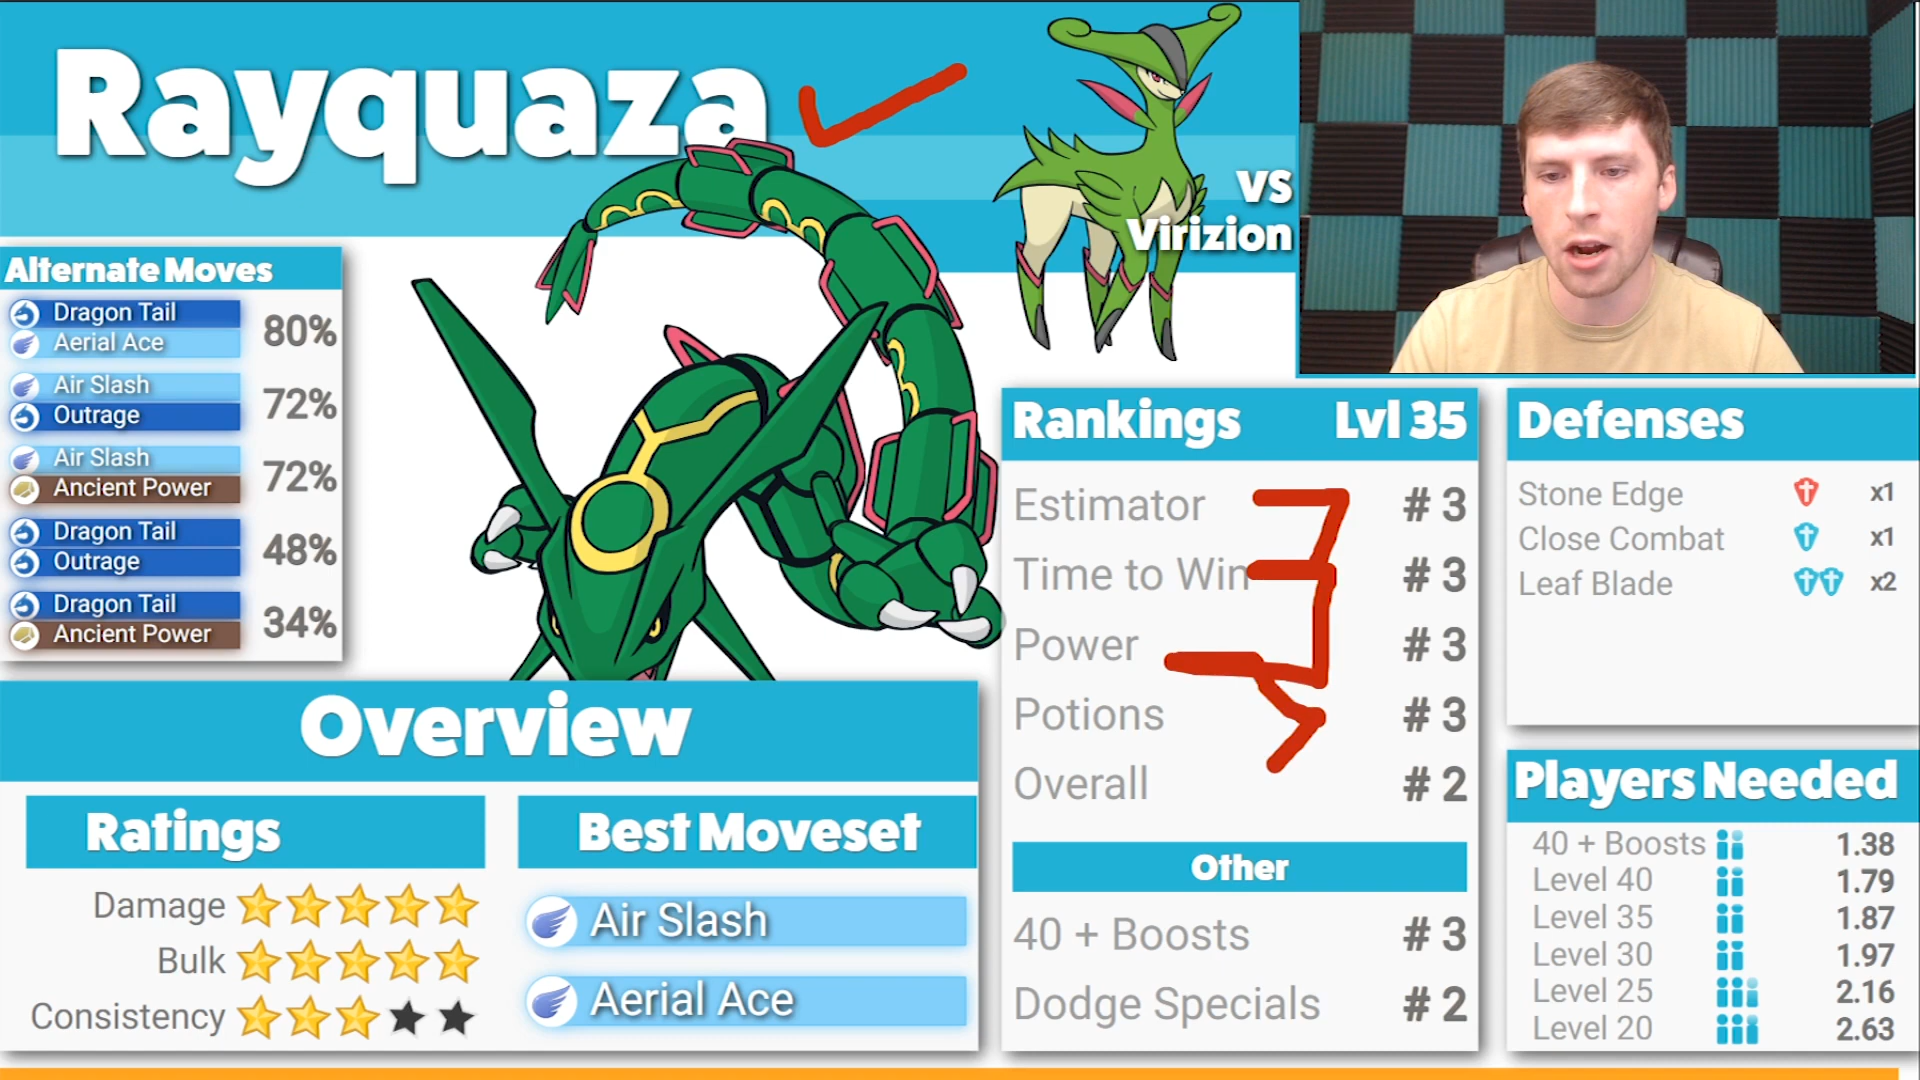 Rayquaza
VS
Virizion
Alternate Moves
Dragon Tail
Aerial Ace
80%
Air Slash
Outrage
72%
Air Slash
Ancient Power
72%
Dragon Tail
Outrage
48%
Dragon Tail
Ancient Power
34%
Overview
Ratings
Damage
Bulk
Consistency
Best Moveset
Air Slash
Aerial Ace
Rankings Lvl 35
Estimator # 3
Time to Win # 3
Power # 3
Potions # 3
Overall # 2
Other
40 + Boosts # 3
Dodge Specials # 2
Defenses
Stone Edge x1
Close Combat x1
Leaf Blade x2
Players Needed
40 + Boosts 1.38
Level 40 1.79
Level 35 1.87
Level 30 1.97
Level 25 2.16
Level 20 2.63